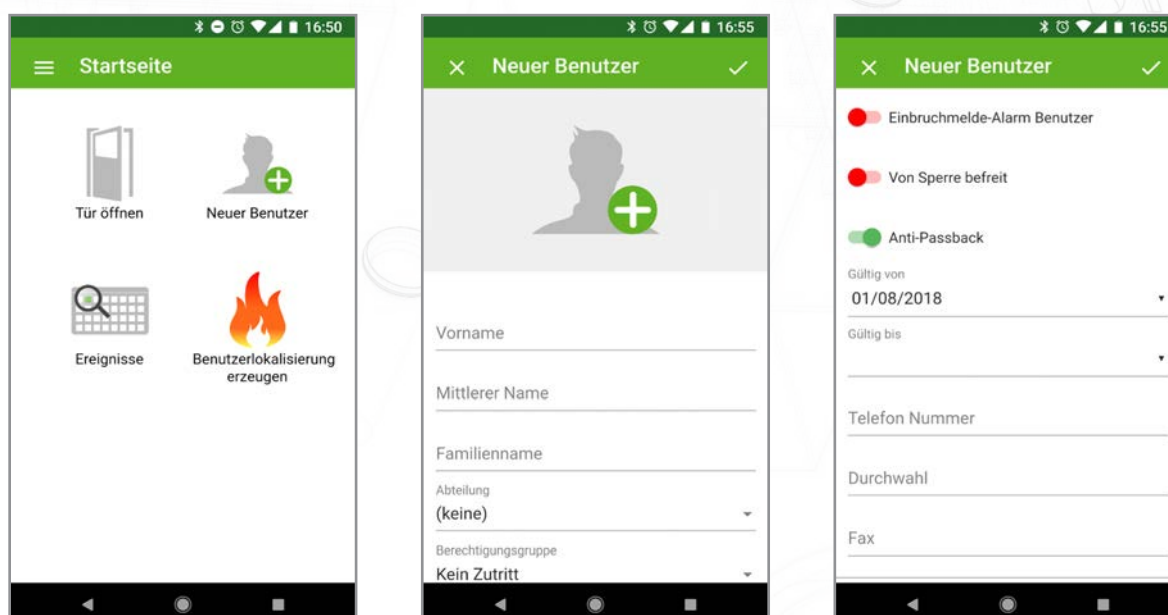 16:50
Startseite
Tür öffnen
Neuer Benutzer
Ereignisse
Benutzerlokalisierung
erzeugen
16:55
Neuer Benutzer
Vorname
Mittlerer Name
Familienname
Abteilung
(keine)
Berechtigungsgruppe
Kein Zutritt
16:55
Neuer Benutzer
Einbruchmelde-Alarm Benutzer
Von Sperre befreit
Anti-Passback
Gültig von
01/08/2018
Gültig bis
Telefon Nummer
Durchwahl
Fax